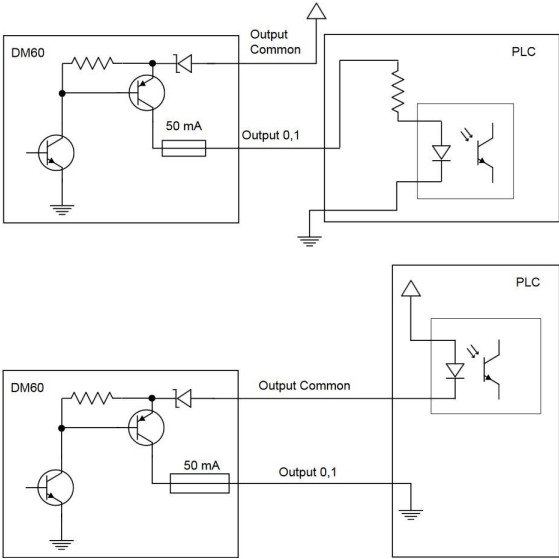 Output
Common
DM60
PLC
50 mA
Output 0,1
PLC
DM60
Output Common
50 mA
Output 0,1